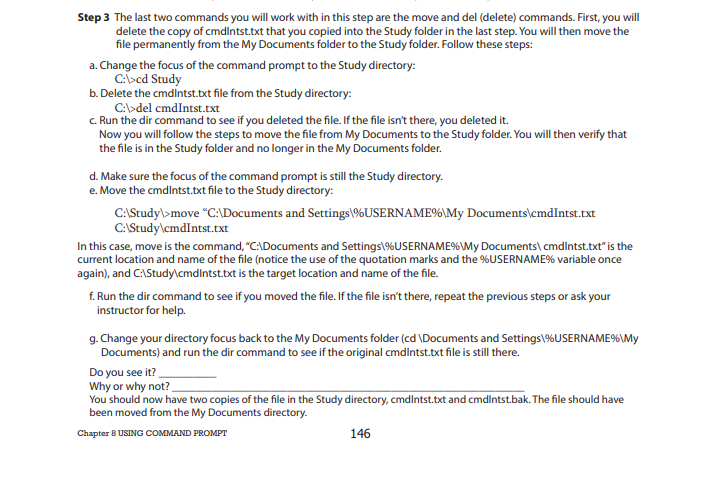 Step 3 The last two commands you will work with in this step are the move and del (delete) commands. First, you will
delete the copy of cmdIntst.txt that you copied into the Study folder in the last step. You will then move the
file permanently from the My Documents folder to the Study folder. Follow these steps:
a. Change the focus of the command prompt to the Study directory:
C:\>cd Study
b. Delete the cmdIntst.txt file from the Study directory:
C:\>del cmdIntst.txt
c. Run the dir command to see if you deleted the file. If the file isn't there, you deleted it.
Now you will follow the steps to move the file from My Documents to the Study folder. You will then verify that
the file is in the Study folder and no longer in the My Documents folder.
d. Make sure the focus of the command prompt is still the Study directory.
e. Move the cmdIntst.txt file to the Study directory:
C:\Study\>move “C:\Documents and Settings\%USERNAME%\My Documents\cmdIntst.txt
C:\Study\cmdIntst.txt
In this case, move is the command, “C:\Documents and Settings\%USERNAME%\My Documents\ cmdIntst.txt” is the
current location and name of the file (notice the use of the quotation marks and the %USERNAME% variable once
again), and C:\Study\cmdIntst.txt is the target location and name of the file.
f. Run the dir command to see if you moved the file. If the file isn't there, repeat the previous steps or ask your
instructor for help.
g. Change your directory focus back to the My Documents folder (cd \Documents and Settings\%USERNAME%\My
Documents) and run the dir command to see if the original cmdIntst.txt file is still there.
Do you see it? __________
Why or why not? ______________________________________________________________
You should now have two copies of the file in the Study directory, cmdIntst.txt and cmdIntst.bak. The file should have
been moved from the My Documents directory.
Chapter 8 USING COMMAND PROMPT 146